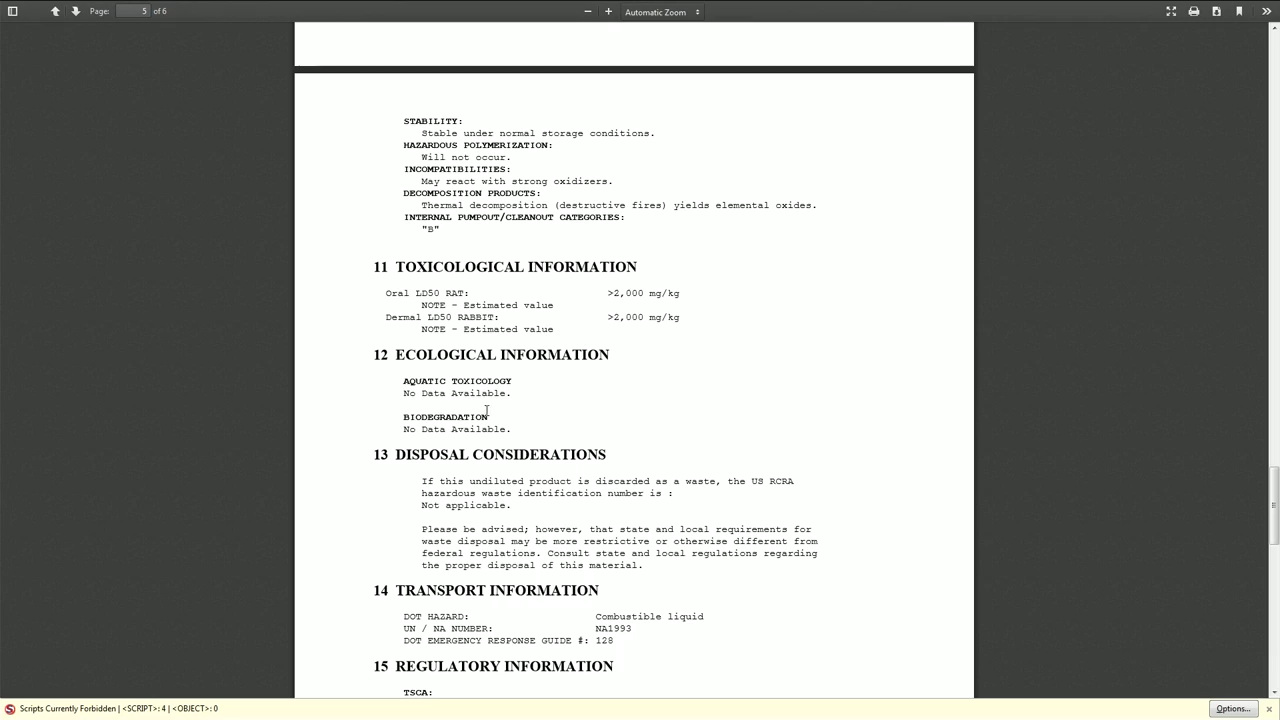 Page: 5 of 6
Automatic Zoom
STABILITY:
Stable under normal storage conditions.
HAZARDOUS POLYMERIZATION:
Will not occur.
INCOMPATIBILITIES:
May react with strong oxidizers.
DECOMPOSITION PRODUCTS:
Thermal decomposition (destructive fires) yields elemental oxides.
INTERNAL PUMPOUT/CLEANOUT CATEGORIES:
"B"
11 TOXICOLOGICAL INFORMATION
Oral LD50 RAT: >2,000 mg/kg
NOTE - Estimated value
Dermal LD50 RABBIT: >2,000 mg/kg
NOTE - Estimated value
12 ECOLOGICAL INFORMATION
AQUATIC TOXICOLOGY
No Data Available.
BIODEGRADATION
No Data Available.
13 DISPOSAL CONSIDERATIONS
If this undiluted product is discarded as a waste, the US RCRA
hazardous waste identification number is :
Not applicable.
Please be advised; however, that state and local requirements for
waste disposal may be more restrictive or otherwise different from
federal regulations. Consult state and local regulations regarding
the proper disposal of this material.
14 TRANSPORT INFORMATION
DOT HAZARD: Combustible liquid
UN / NA NUMBER: NA1993
DOT EMERGENCY RESPONSE GUIDE #: 128
15 REGULATORY INFORMATION
TSCA:
Scripts Currently Forbidden | <SCRIPT>: 4 | <OBJECT>: 0
Options...